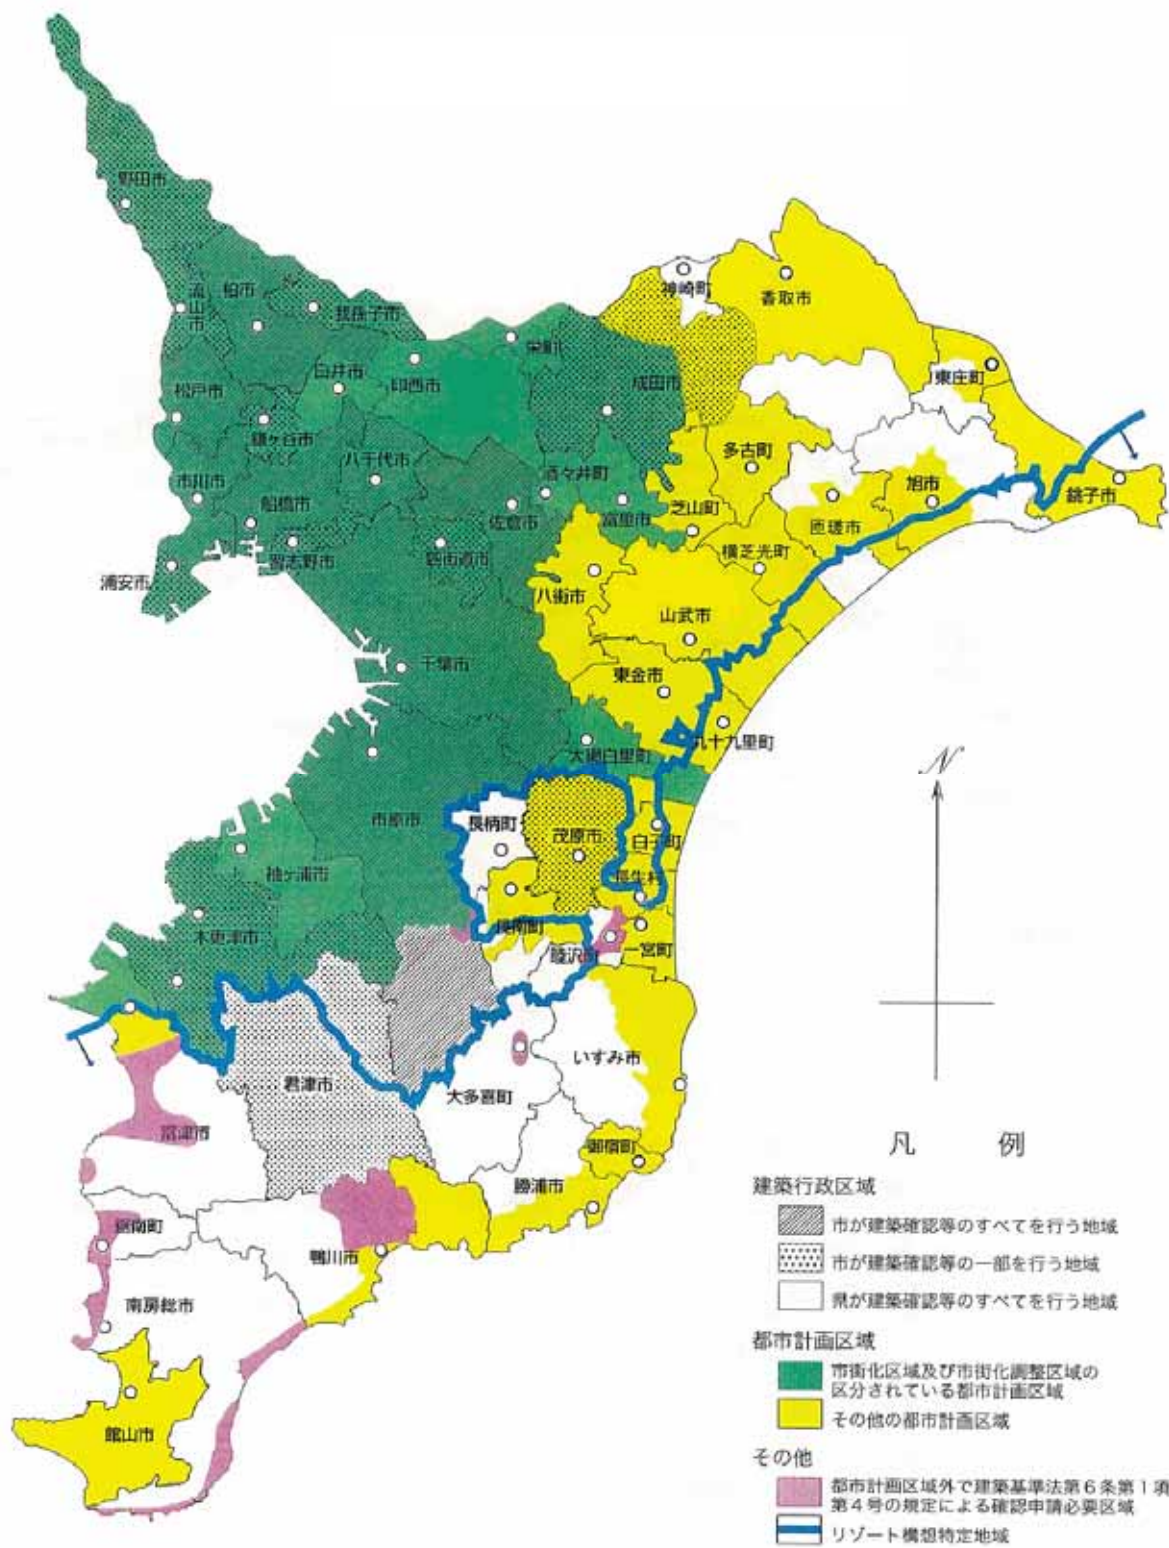 野田市
柏市
流山市
我孫子市
神崎町
香取市
栄町
成田市
白井市
印西市
松戸市
東庄町
鎌ヶ谷市
八千代市
多古町
酒々井町
市川市
船橋市
佐倉市
富里市
芝山町
旭市
銚子市
匝瑳市
習志野市
四街道市
横芝光町
浦安市
八街市
山武市
千葉市
東金市
九十九里町
大網白里町
市原市
長柄町
茂原市
白子町
袖ケ浦市
長生村
木更津市
長南町
睦沢町
一宮町
N
君津市
大多喜町
いすみ市
御宿町
勝浦市
鋸南町
鴨川市
南房総市
館山市
凡 例
建築行政区域
市が建築確認等のすべてを行う地域
市が建築確認等の一部を行う地域
県が建築確認等のすべてを行う地域
都市計画区域
市街化区域及び市街化調整区域の
区分されている都市計画区域
その他の都市計画区域
その他
都市計画区域外で建築基準法第6条第1項
第4号の規定による確認申請必要区域
リゾート構想特定地域